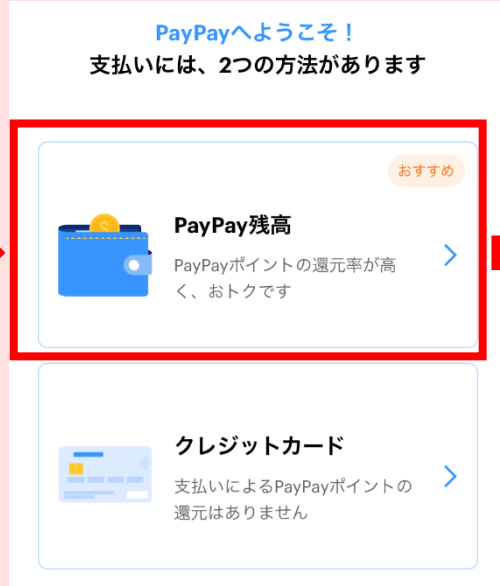 PayPayへようこそ！
支払いには、2つの方法があります
おすすめ
PayPay残高
PayPayポイントの還元率が高
く、おトクです
クレジットカード
支払いによるPayPayポイントの
還元はありません